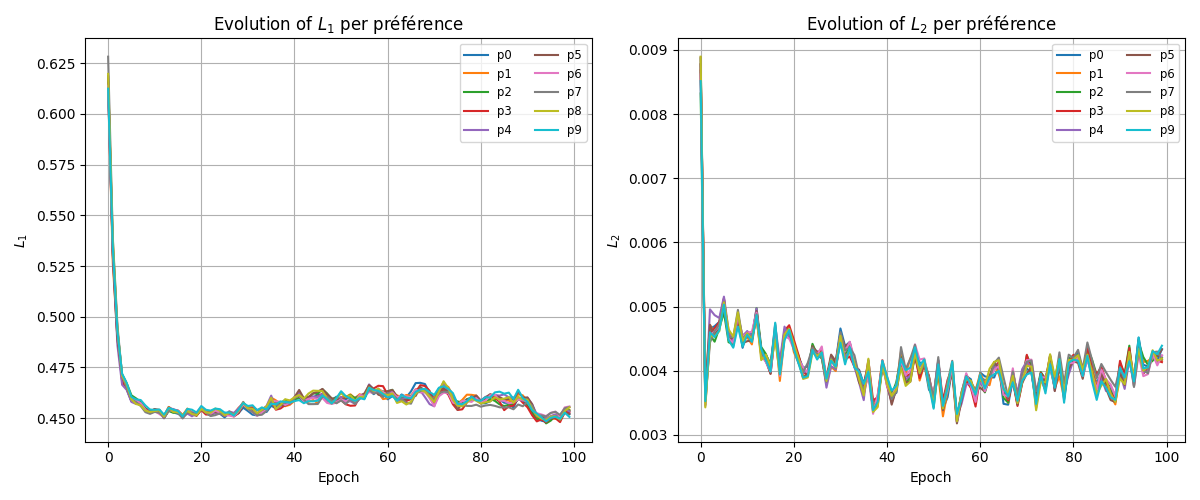 Evolution of L₁ per préférence
0.625
0.600
0.575
0.550
0.525
0.500
0.475
0.450
L₁
0
20
40
60
80
100
Epoch
p0
p1
p2
p3
p4
p5
p6
p7
p8
p9
Evolution of L₂ per préférence
0.009
0.008
0.007
0.006
0.005
0.004
0.003
L₂
0
20
40
60
80
100
Epoch
p0
p1
p2
p3
p4
p5
p6
p7
p8
p9